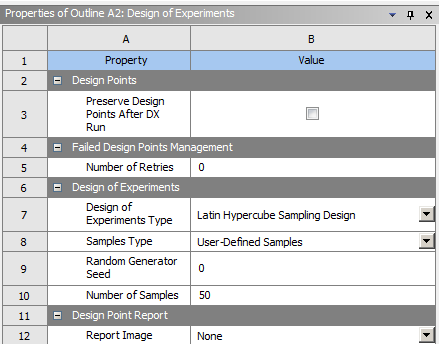 Properties of Outline A2: Design of Experiments
A B
1 Property Value
2 Design Points
3 Preserve Design
Points After DX
Run
4 Failed Design Points Management
5 Number of Retries 0
6 Design of Experiments
7 Design of
Experiments Type Latin Hypercube Sampling Design
8 Samples Type User-Defined Samples
9 Random Generator
Seed 0
10 Number of Samples 50
11 Design Point Report
12 Report Image None